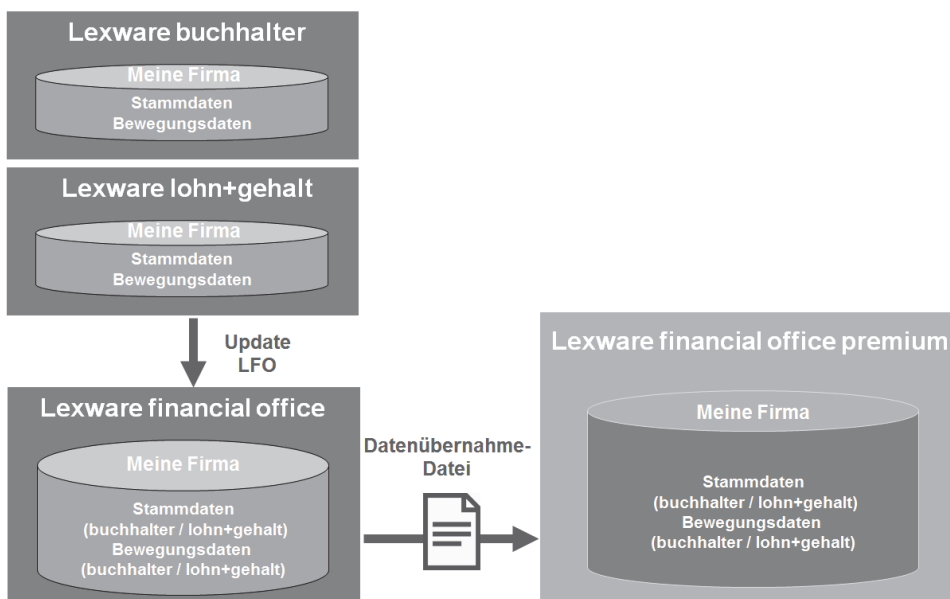 Lexware buchhalter
Meine Firma
Stammdaten
Bewegungsdaten
Lexware lohn+gehalt
Meine Firma
Stammdaten
Bewegungsdaten
Update
LFO
Lexware financial office
Meine Firma
Stammdaten
(buchhalter / lohn+gehalt)
Bewegungsdaten
(buchhalter / lohn+gehalt)
Datenübernahme-
Datei
Lexware financial office premium
Meine Firma
Stammdaten
(buchhalter / lohn+gehalt)
Bewegungsdaten
(buchhalter / lohn+gehalt)